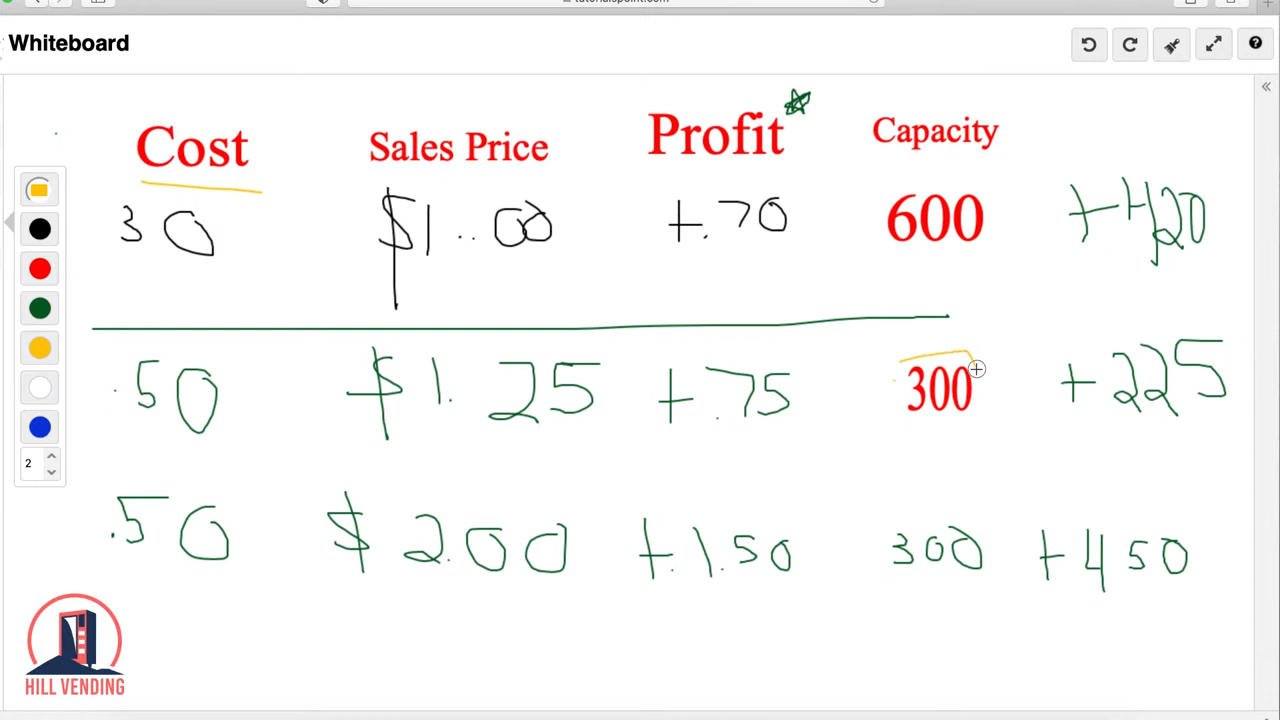 Whiteboard
Cost Sales Price Profit Capacity
30 $1..00 +.70 600 ++420
.50 $1.25 +.75 300 +225
.50 $2.00 +.1.50 300 +450
2
HILL VENDING